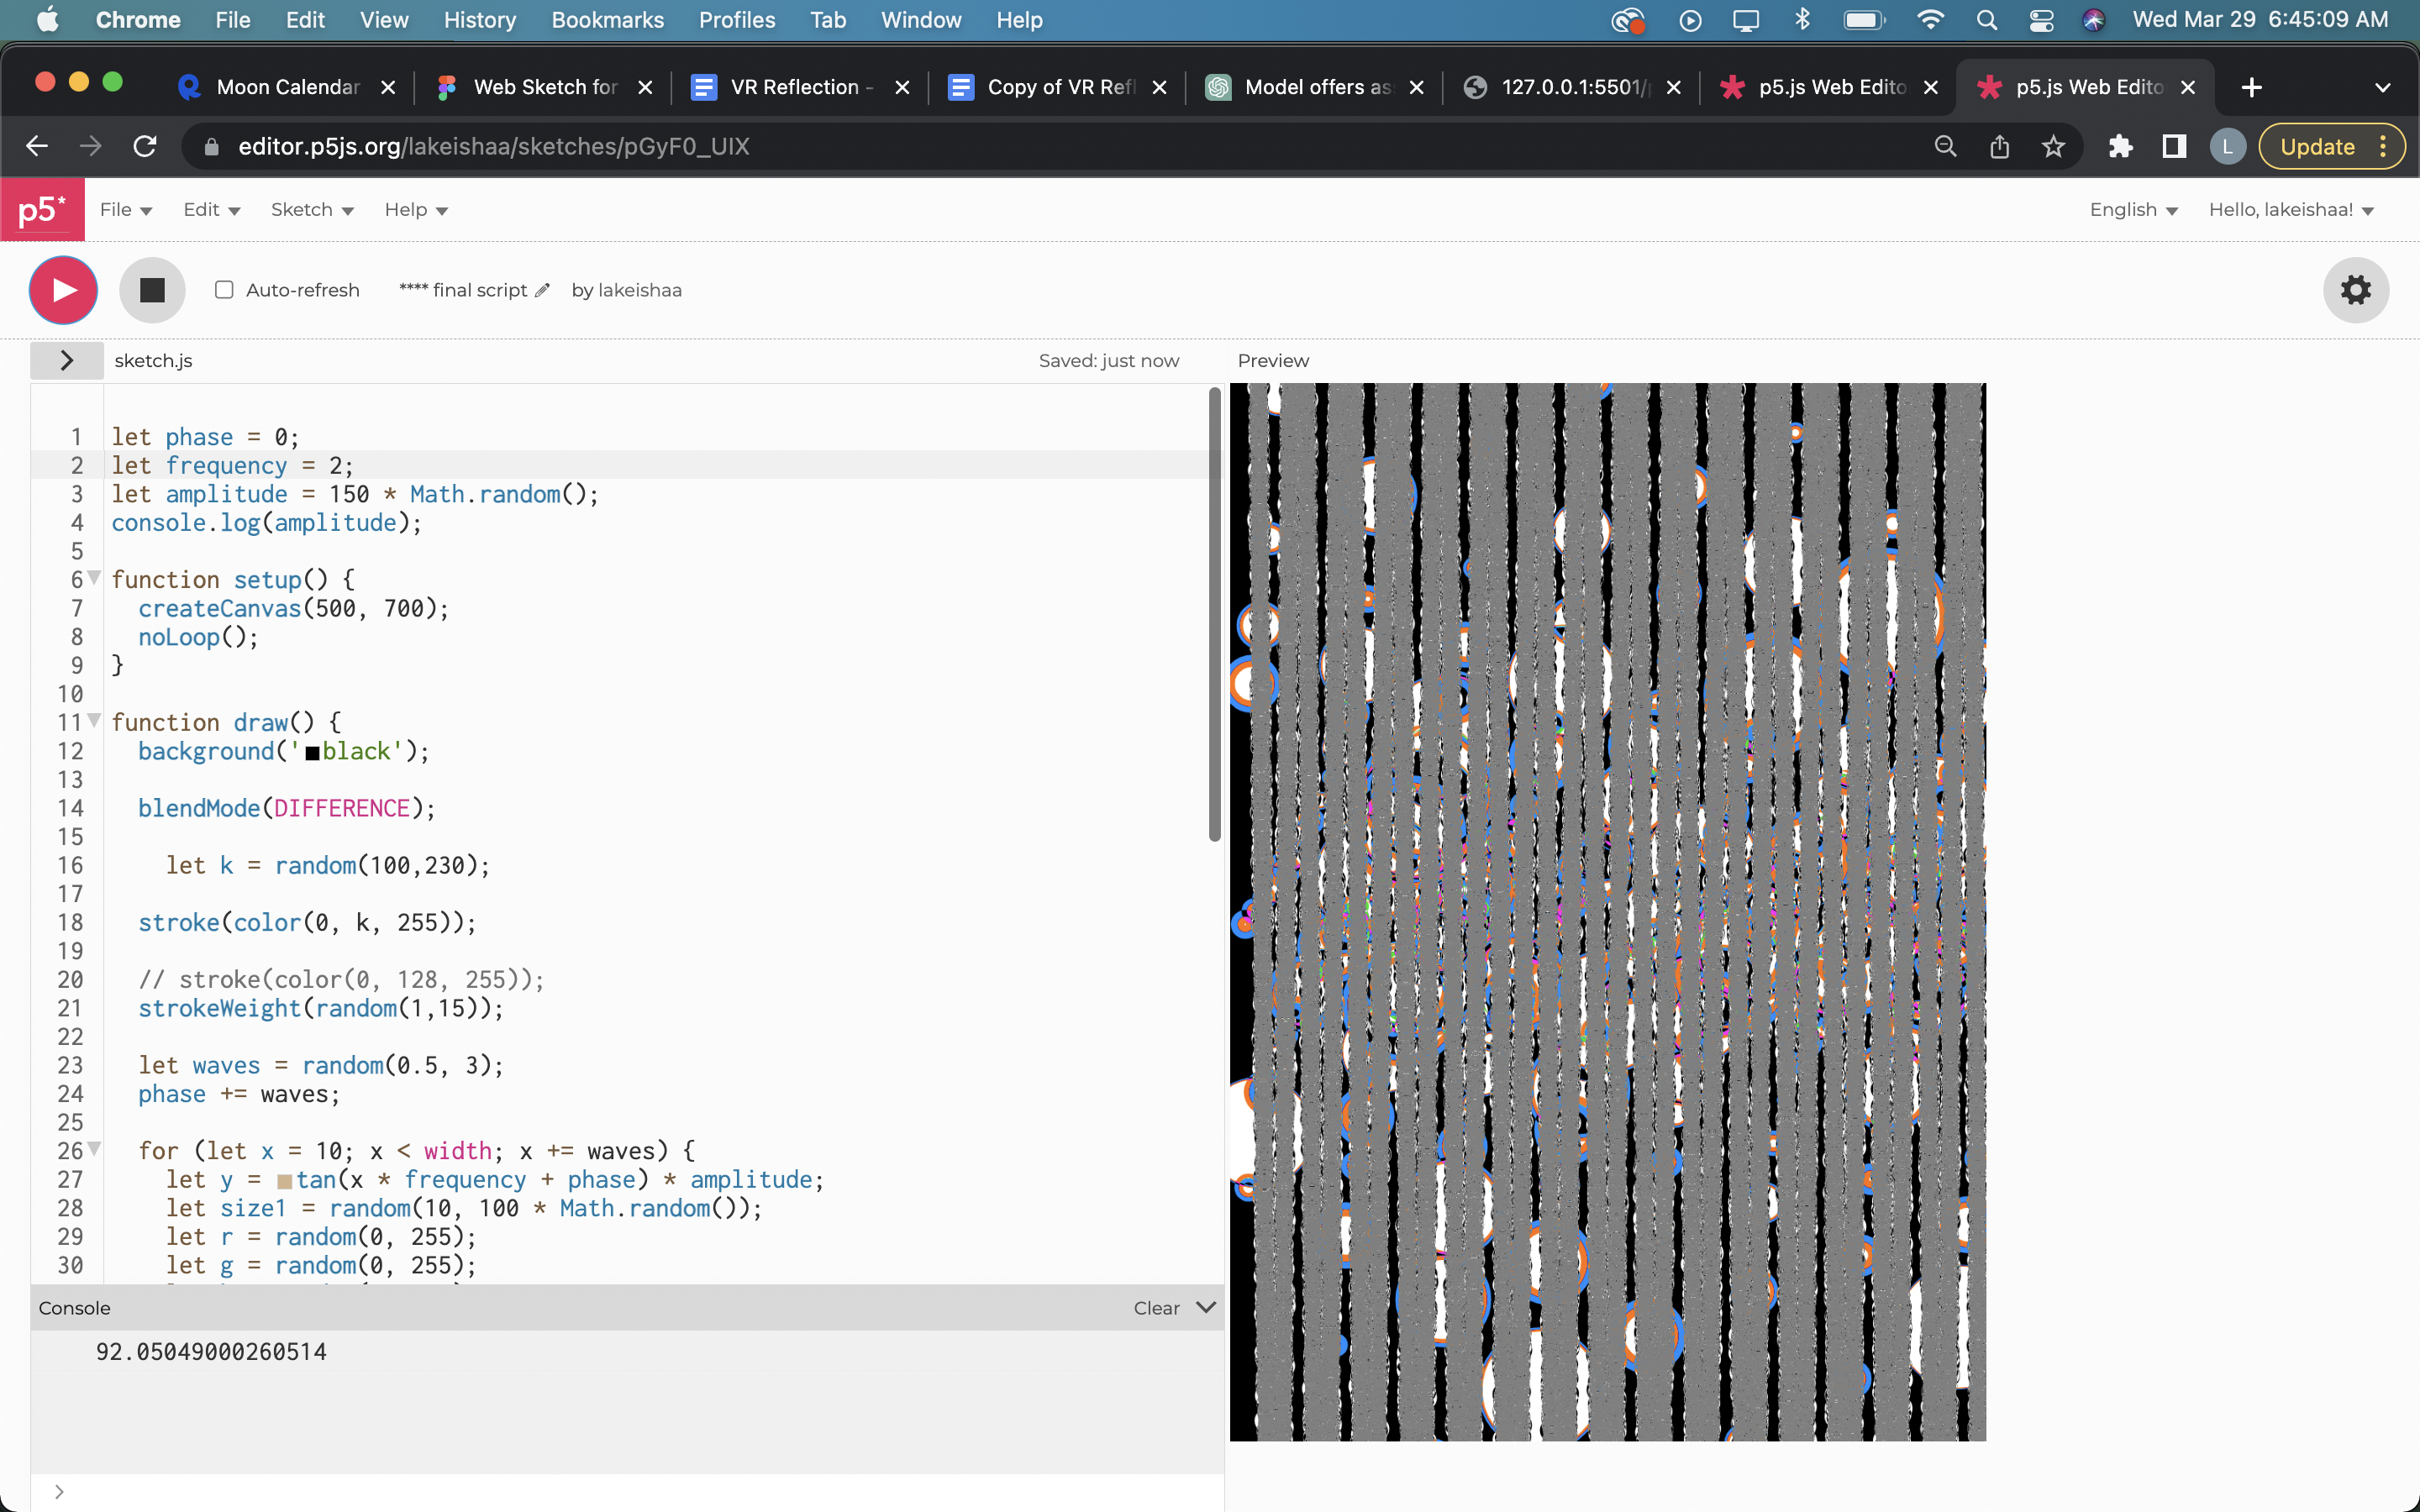 Chrome File Edit View History Bookmarks Profiles Tab Window Help Wed Mar 29 6:45:09 AM
Moon Calendar Web Sketch for VR Reflection - Copy of VR Refl Model offers as 127.0.0.1:5501/ p5.js Web Edito p5.js Web Edito
editor.p5js.org/lakeishaa/sketches/pGyF0_UIX L Update
p5* File Edit Sketch Help English Hello, lakeishaa!
Auto-refresh **** final script by lakeishaa
sketch.js Saved: just now Preview
1 let phase = 0;
2 let frequency = 2;
3 let amplitude = 150 * Math.random();
4 console.log(amplitude);
5
6 function setup() {
7 createCanvas(500, 700);
8 noLoop();
9 }
10
11 function draw() {
12 background('black');
13
14 blendMode(DIFFERENCE);
15
16 let k = random(100,230);
17
18 stroke(color(0, k, 255));
19
20 // stroke(color(0, 128, 255));
21 strokeWeight(random(1,15));
22
23 let waves = random(0.5, 3);
24 phase += waves;
25
26 for (let x = 10; x < width; x += waves) {
27 let y = tan(x * frequency + phase) * amplitude;
28 let size1 = random(10, 100 * Math.random());
29 let r = random(0, 255);
30 let g = random(0, 255);
Console Clear
92.05049000260514